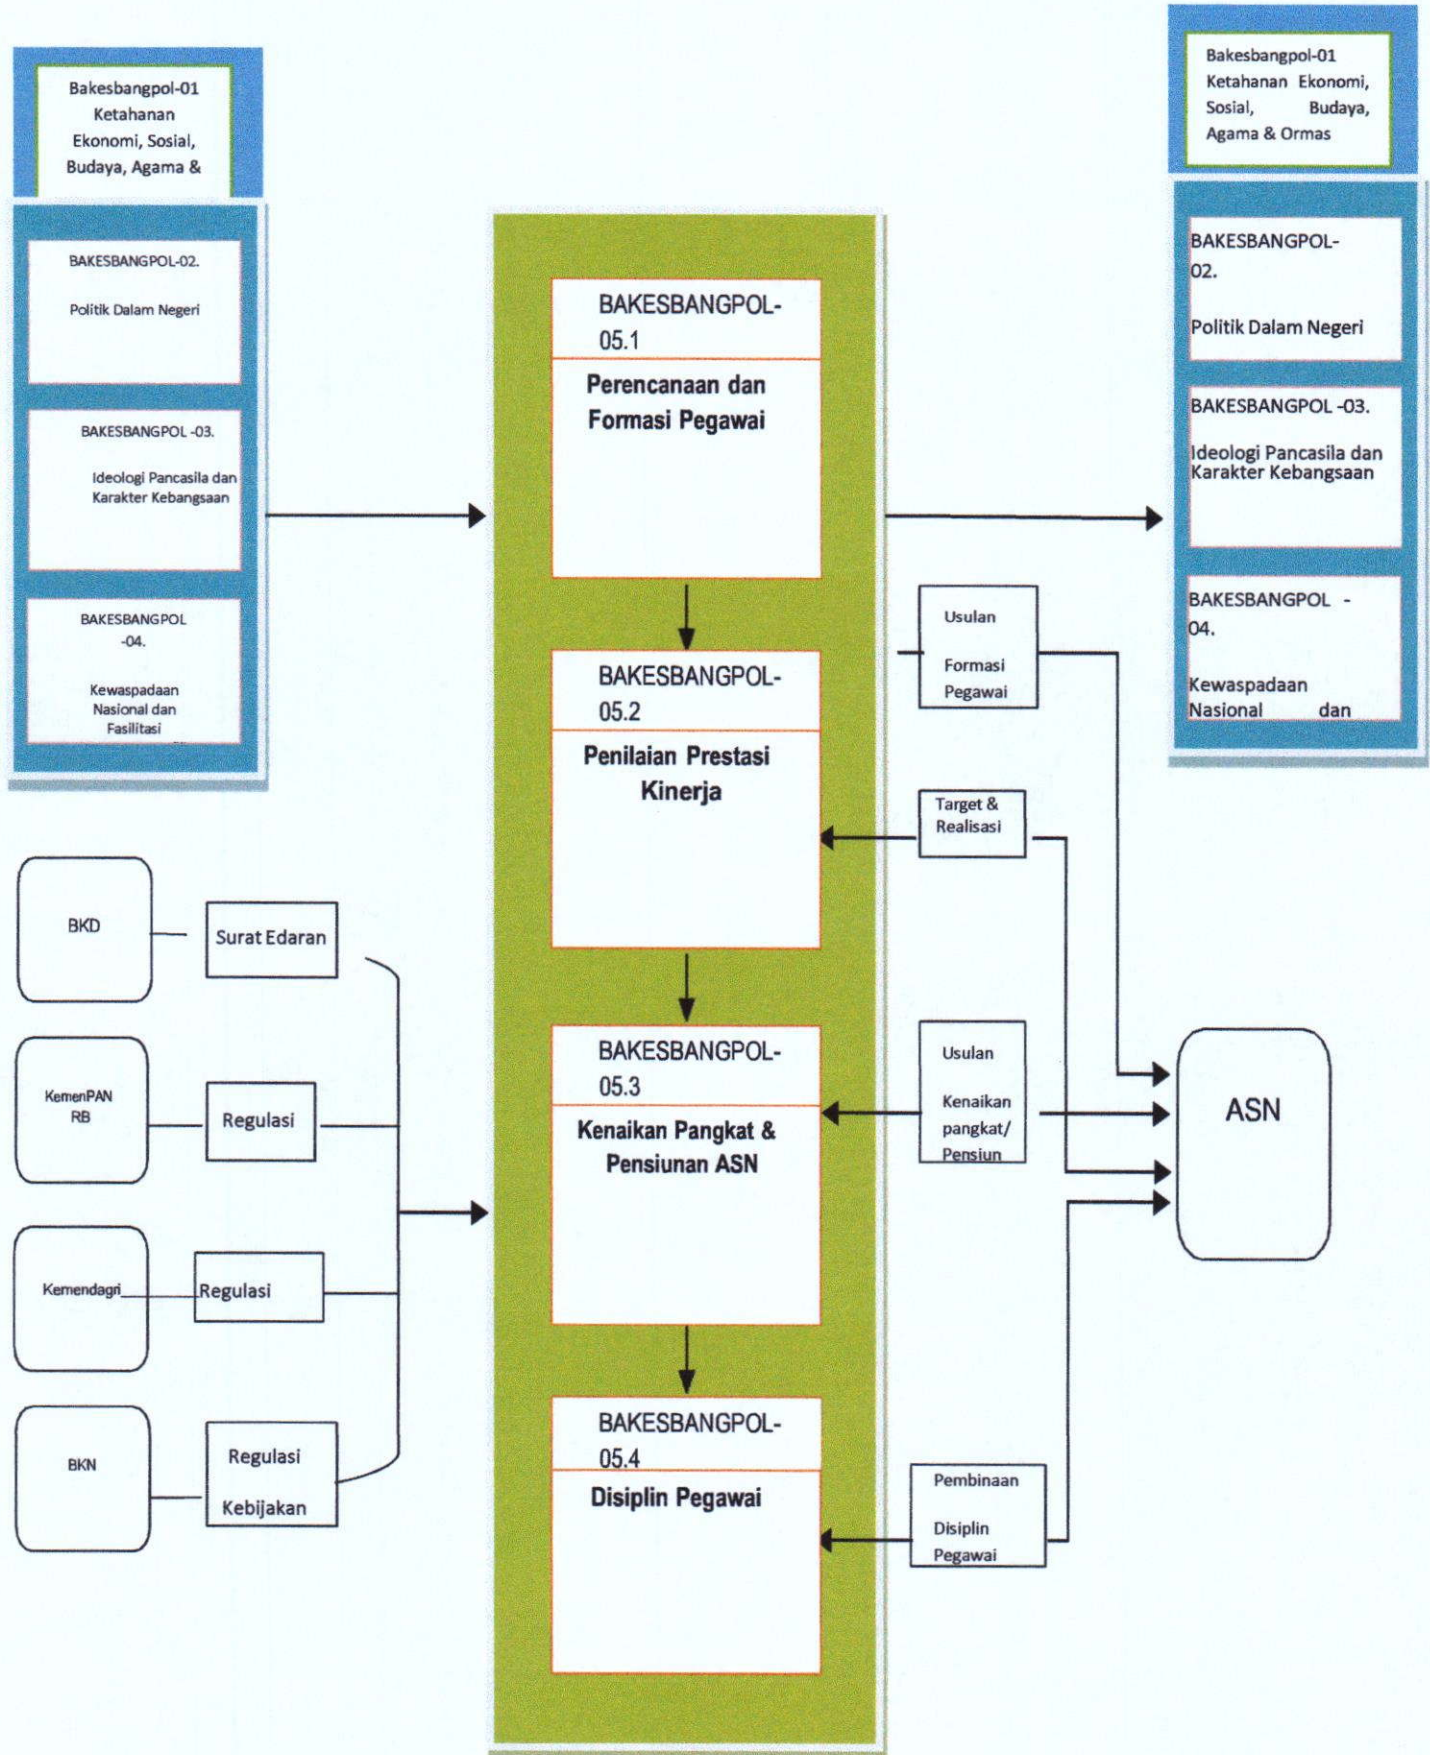 Bakesbangpol-01
Ketahanan
Ekonomi, Sosial,
Budaya, Agama &
BAKESBANGPOL-02.
Politik Dalam Negeri
BAKESBANGPOL -03.
Ideologi Pancasila dan
Karakter Kebangsaan
BAKESBANGPOL
-04.
Kewaspadaan
Nasional dan
Fasilitasi
BKD
Surat Edaran
KemenPAN
RB
Regulasi
Kemendagri
Regulasi
BKN
Regulasi
Kebijakan
BAKESBANGPOL-
05.1
Perencanaan dan
Formasi Pegawai
BAKESBANGPOL-
05.2
Penilaian Prestasi
Kinerja
BAKESBANGPOL-
05.3
Kenaikan Pangkat &
Pensiunan ASN
BAKESBANGPOL-
05.4
Disiplin Pegawai
Usulan
Formasi
Pegawai
Target &
Realisasi
Usulan
Kenaikan
pangkat/
Pensiun
Pembinaan
Disiplin
Pegawai
Bakesbangpol-01
Ketahanan Ekonomi,
Sosial, Budaya,
Agama & Ormas
BAKESBANGPOL-
02.
Politik Dalam Negeri
BAKESBANGPOL -03.
Ideologi Pancasila dan
Karakter Kebangsaan
BAKESBANGPOL -
04.
Kewaspadaan
Nasional dan
ASN